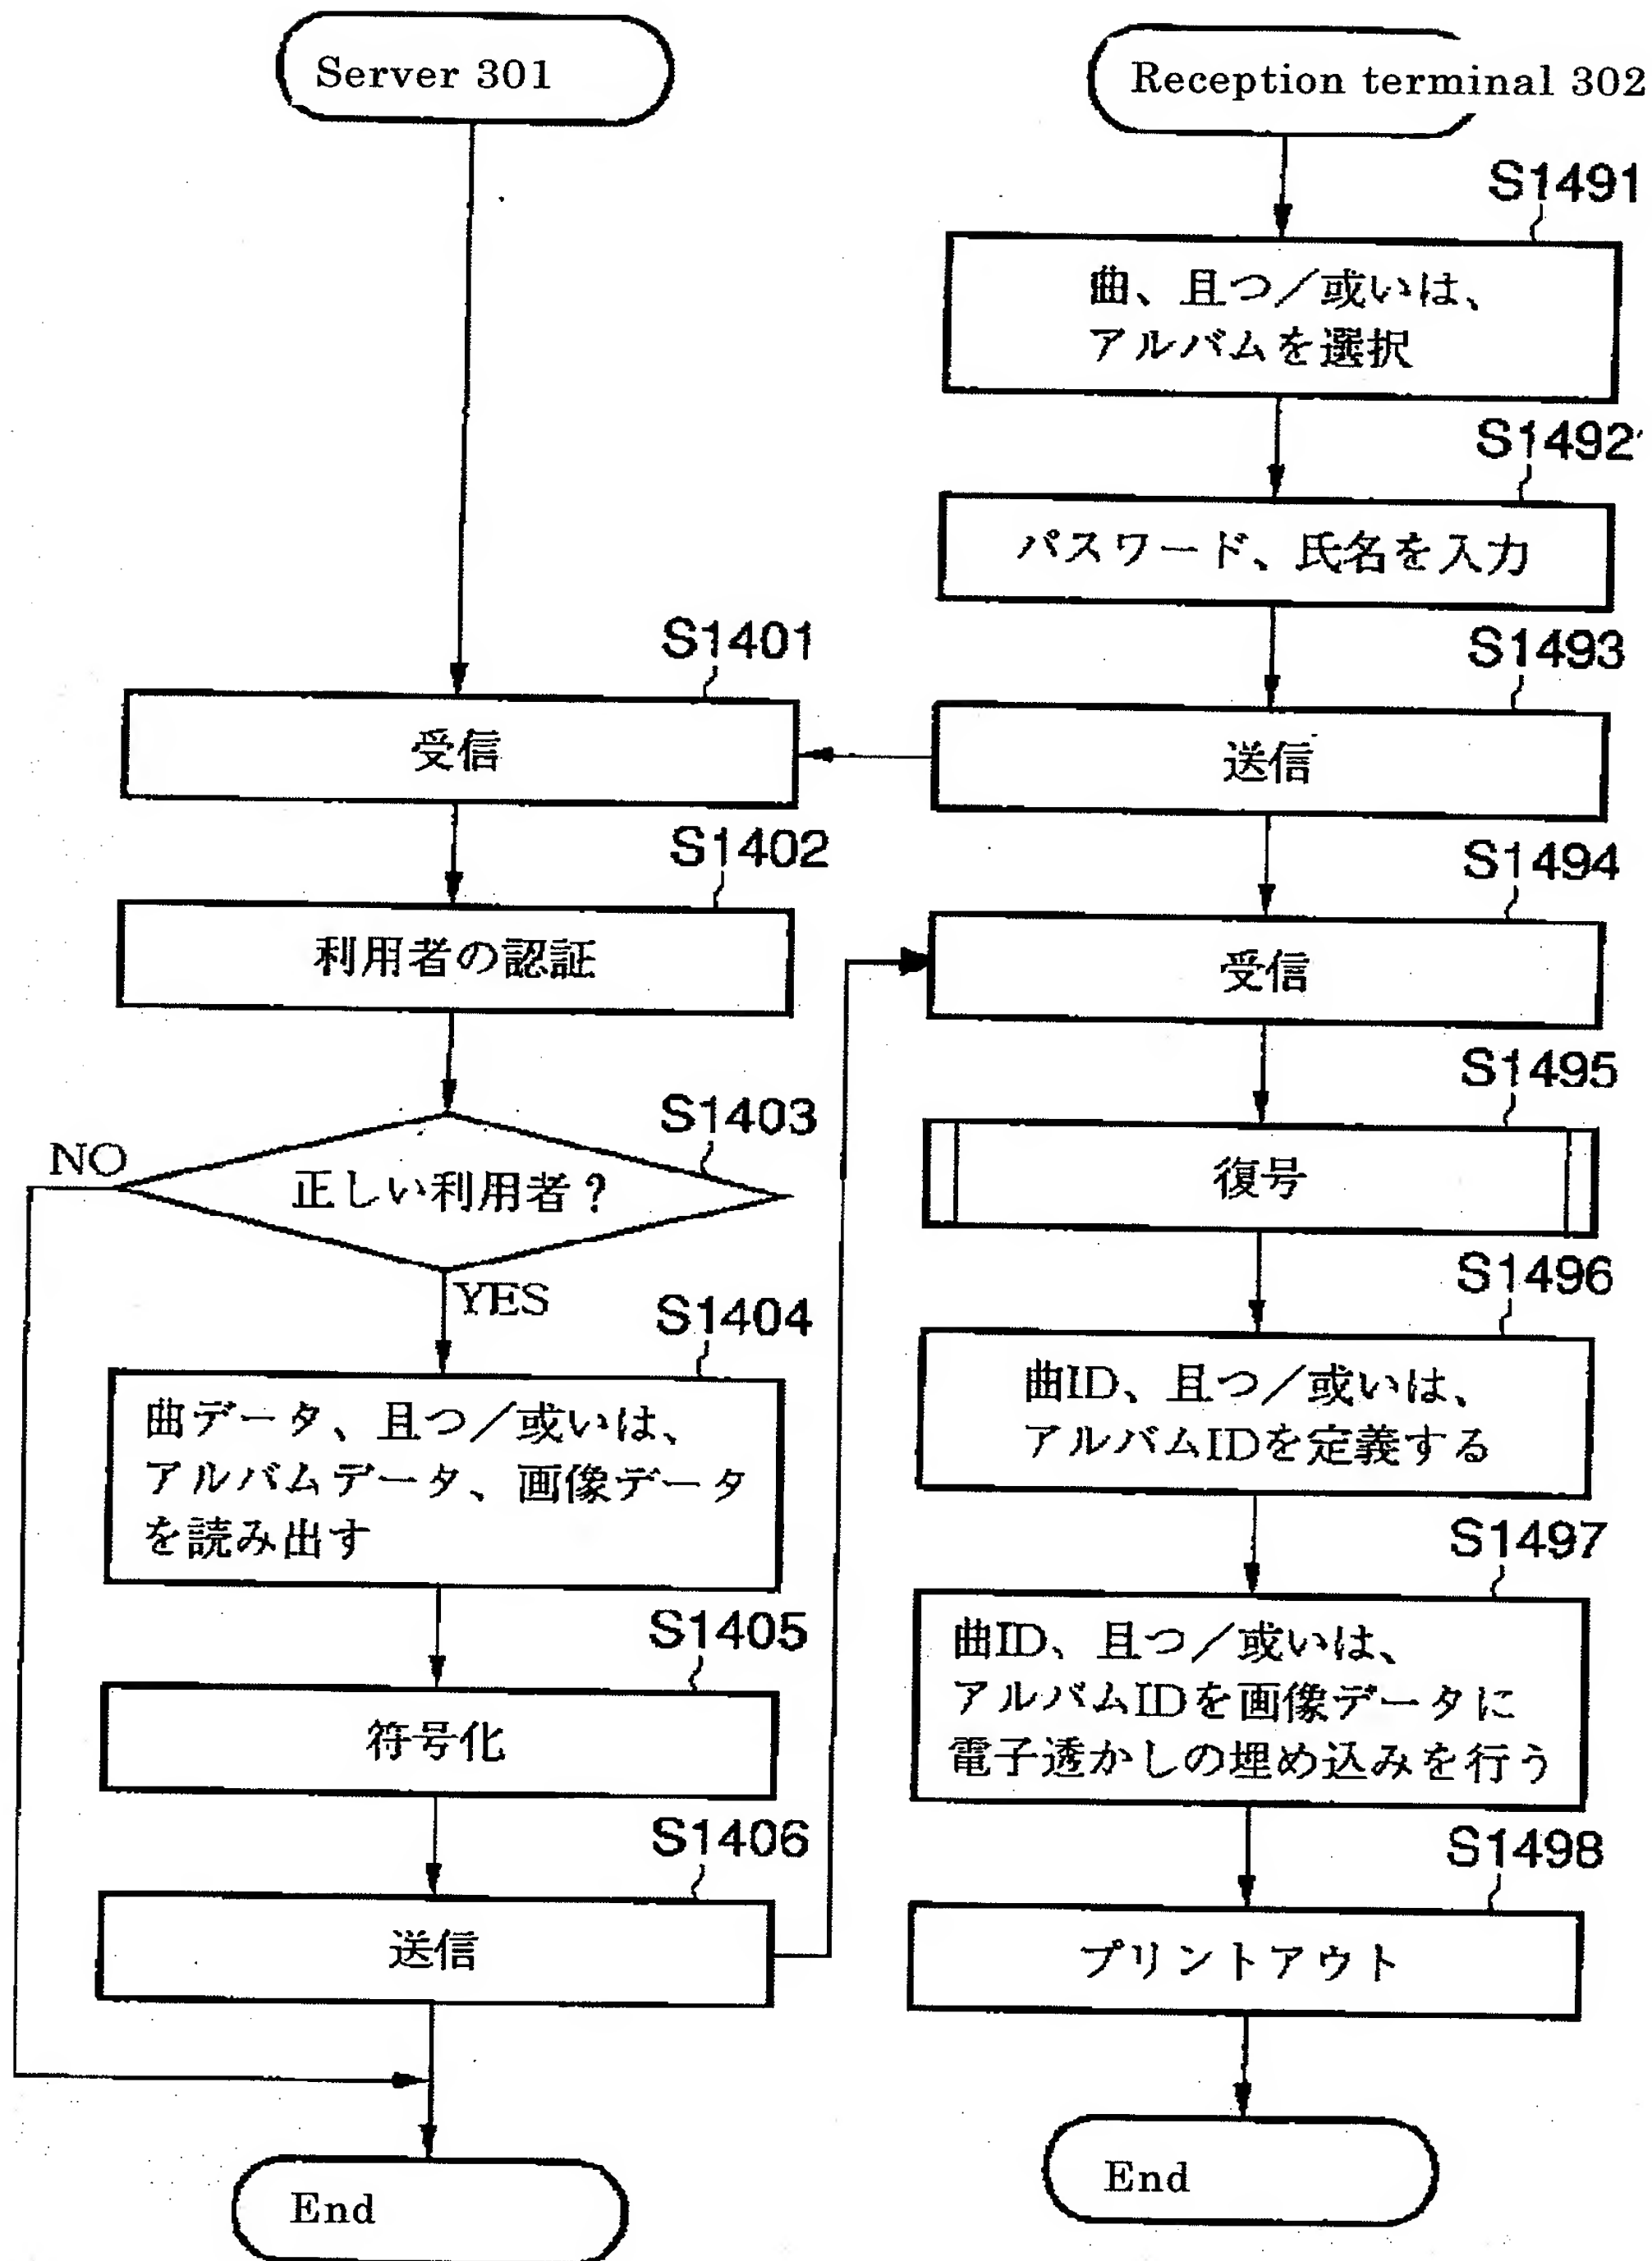 Server 301
Reception terminal 302
S1491
曲、且つ／或いは、
アルバムを選択
S1492
パスワード、氏名を入力
S1401
S1493
受信
送信
S1402
S1494
利用者の認証
受信
S1403
S1495
NO
正しい利用者？
復号
YES
S1404
S1496
曲データ、且つ／或いは、
アルバムデータ、画像データ
を読み出す
曲ID、且つ／或いは、
アルバムIDを定義する
S1405
S1497
符号化
曲ID、且つ／或いは、
アルバムIDを画像データに
電子透かしの埋め込みを行う
S1406
S1498
送信
プリントアウト
End
End